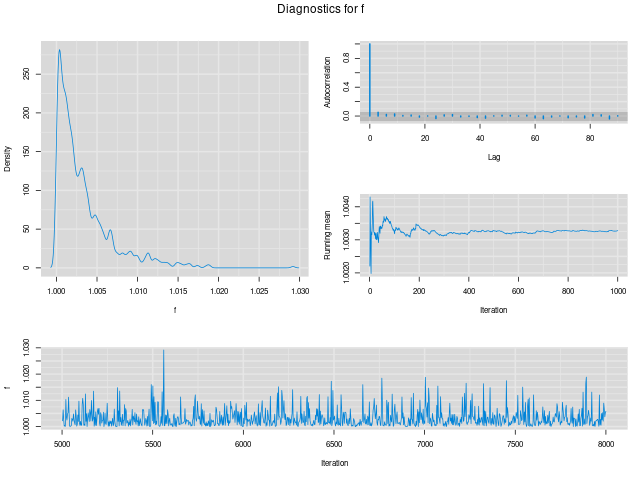 Diagnostics for f
Density
0 50 100 150 200 250
1.000 1.005 1.010 1.015 1.020 1.025 1.030
f
Autocorrelation
0.0 0.4 0.8
0 20 40 60 80
Lag
Running mean
1.0020 1.0030 1.0040
0 200 400 600 800 1000
Iteration
f
1.000 1.010 1.020 1.030
5000 5500 6000 6500 7000 7500 8000
Iteration